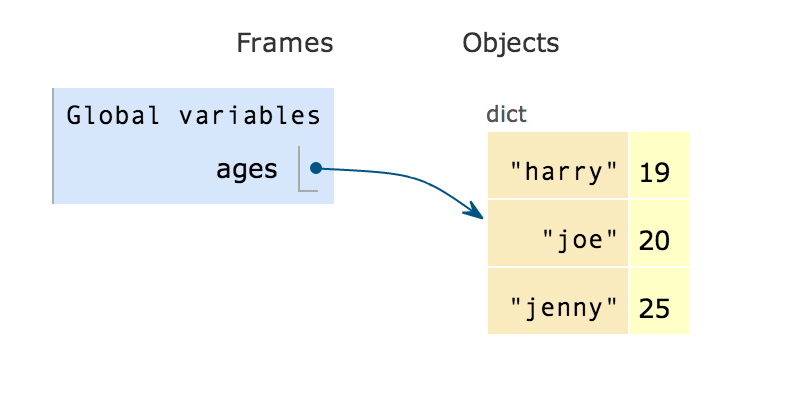 Frames Objects
Global variables
ages
dict
"harry" 19
"joe" 20
"jenny" 25